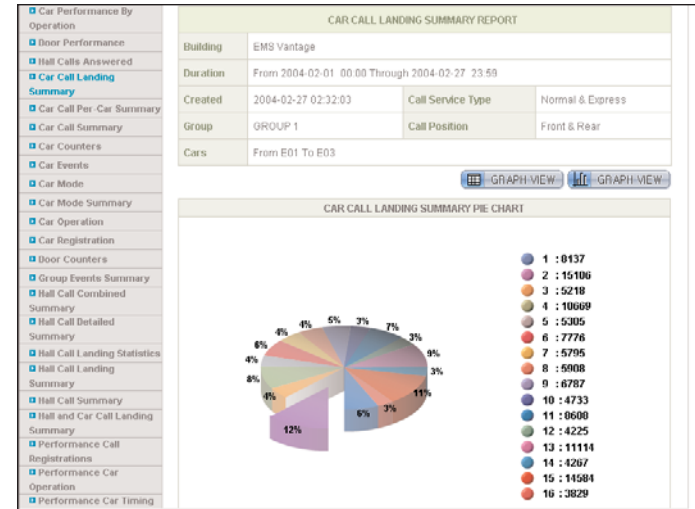 Car Performance By
Operation
Door Performance
Hall Calls Answered
Car Call Landing
Summary
Car Call Per-Car Summary
Car Call Summary
Car Counters
Car Events
Car Mode
Car Mode Summary
Car Operation
Car Registration
Door Counters
Group Events Summary
Hall Call Combined
Summary
Hall Call Detailed
Summary
Hall Call Landing Statistics
Hall Call Landing
Summary
Hall Call Summary
Hall and Car Call Landing
Summary
Performance Call
Registrations
Performance Car
Operation
Performance Car Timing
CAR CALL LANDING SUMMARY REPORT
Building EMS Vantage
Duration From 2004-02-01 00:00 Through 2004-02-27 23:59
Created 2004-02-27 02:32:03 Call Service Type Normal & Express
Group GROUP 1 Call Position Front & Rear
Cars From E01 To E03
GRAPH VIEW GRAPH VIEW
CAR CALL LANDING SUMMARY PIE CHART
5% 3% 7%
4% 4% 3%
6% 9%
4% 3%
8% 11%
4% 6% 3%
12%
1 :8137
2 :15106
3 :5218
4 :10669
5 :5305
6 :7776
7 :5795
8 :5908
9 :6787
10 :4733
11 :8600
12 :4225
13 :11114
14 :4267
15 :14584
16 :3829